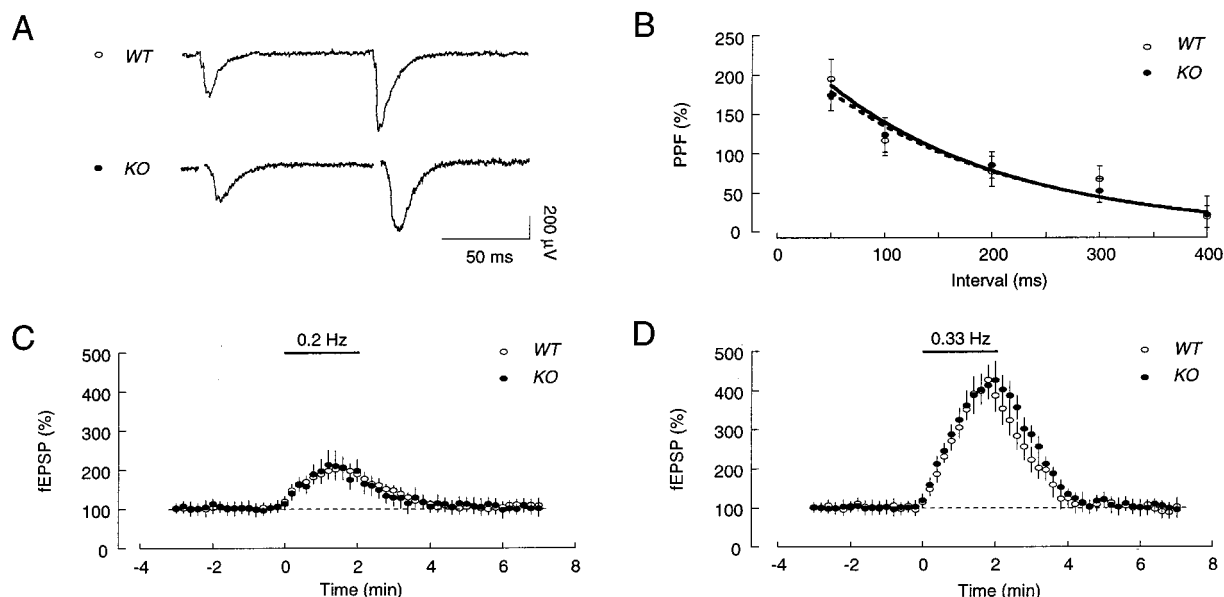 A
WT
KO
200 µV
50 ms
B
WT
KO
PPF (%)
250
200
150
100
50
0
0 100 200 300 400
Interval (ms)
C
0.2 Hz
WT
KO
fEPSP (%)
500
400
300
200
100
0
-4 -2 0 2 4 6 8
Time (min)
D
0.33 Hz
WT
KO
fEPSP (%)
500
400
300
200
100
0
-4 -2 0 2 4 6 8
Time (min)